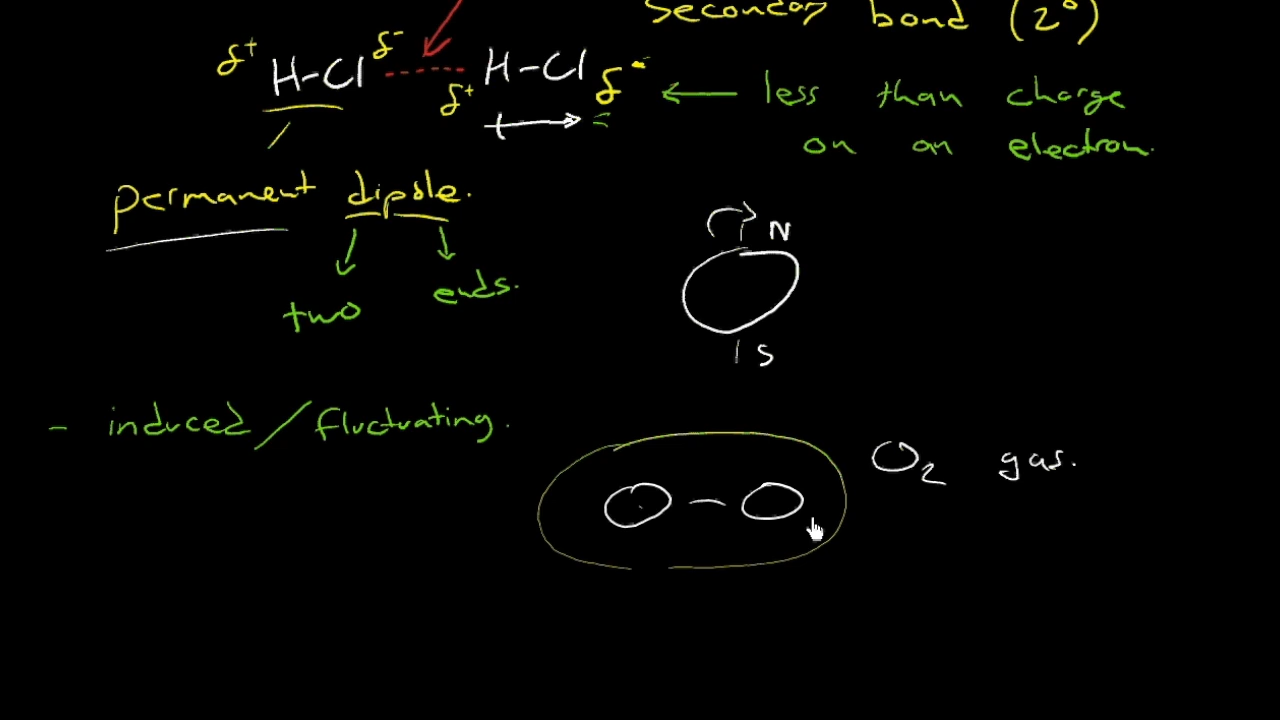 Secondary bond (2°)
δ+ H-Cl δ- δ+ H-Cl δ-
← less than charge
on an electron.
permanent dipole.
two ends.
N
S
- induced/fluctuating.
O2 gas.
O - O